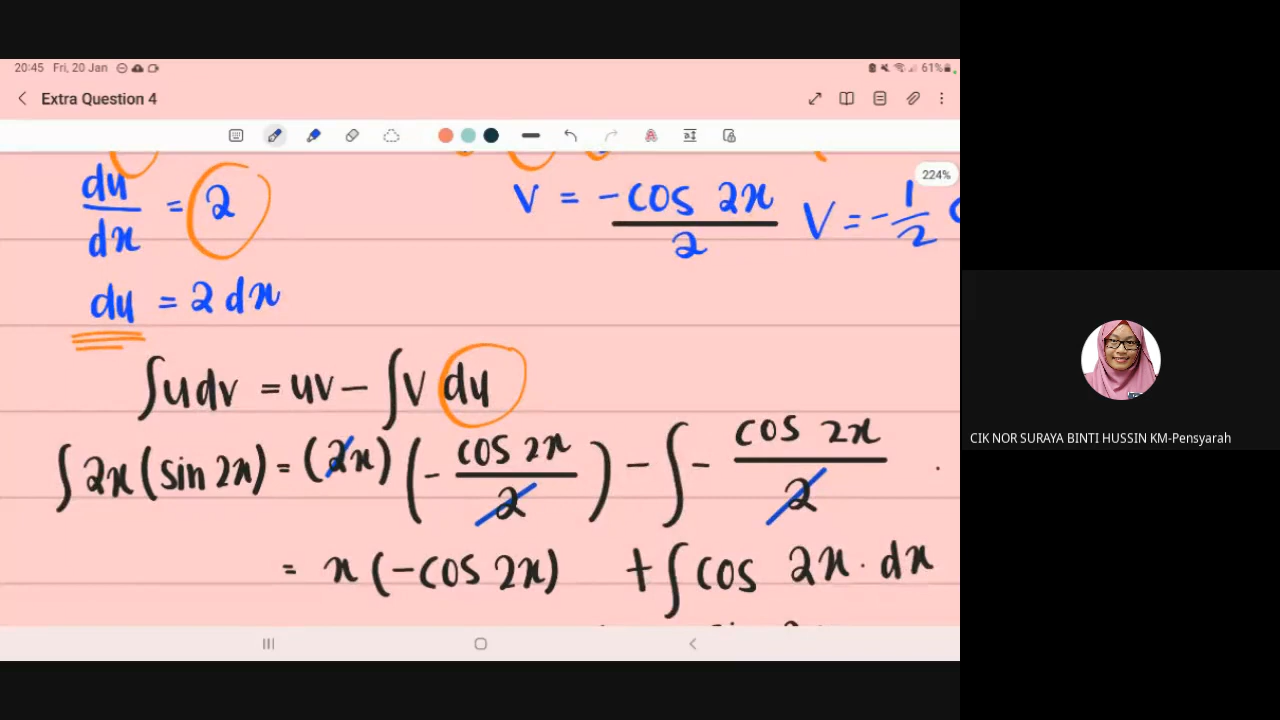 20:45 Fri, 20 Jan 61%
Extra Question 4
224%
du/dx = 2
v = -cos 2x/2 V = -1/2
du = 2 dx
∫u dv = uv - ∫v du
∫ 2x (sin 2x) = (2x) (- cos 2x/2) - ∫ - cos 2x/2 .
= x (-cos 2x) + ∫ cos 2x . dx
CIK NOR SURAYA BINTI HUSSIN KM-Pensyarah